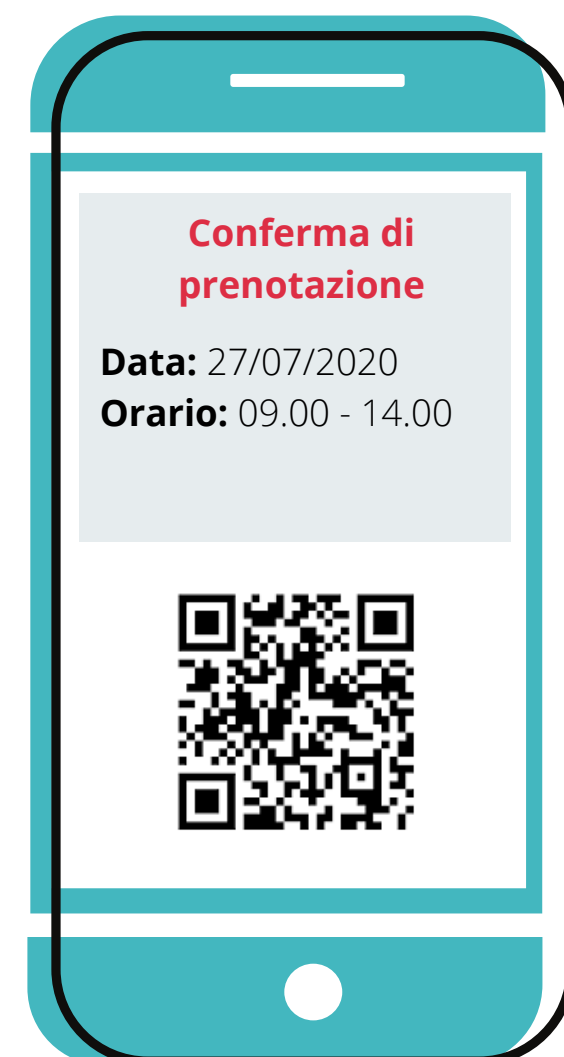 Conferma di
prenotazione
Data: 27/07/2020
Orario: 09.00 - 14.00